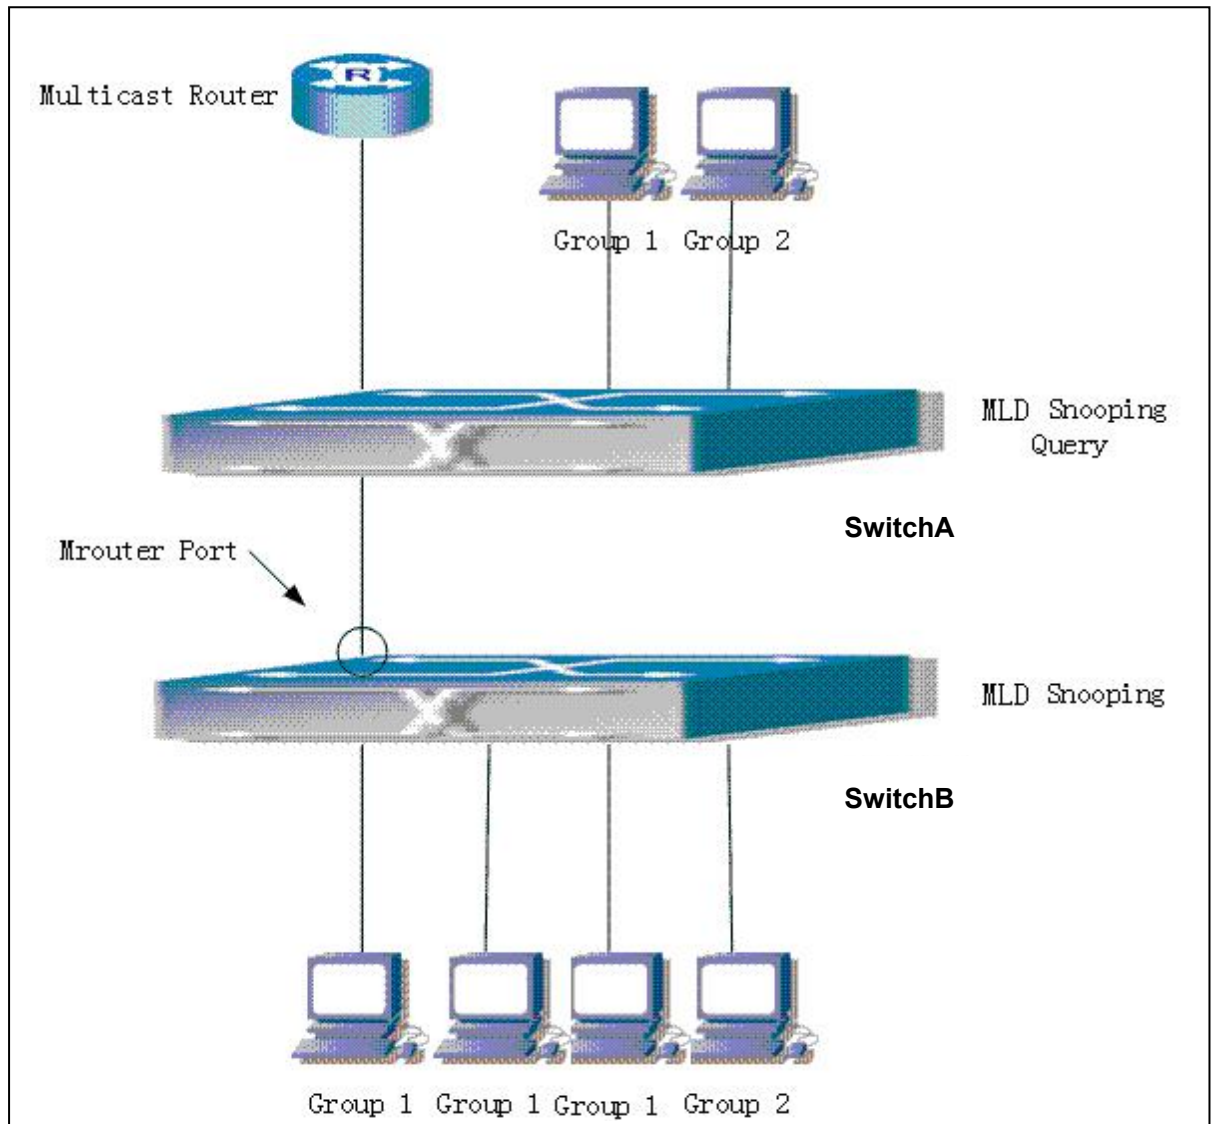 R
Multicast Router
Group 1 Group 2
MLD Snooping
Query
SwitchA
Mrouter Port
MLD Snooping
SwitchB
Group 1 Group 1 Group 1 Group 2